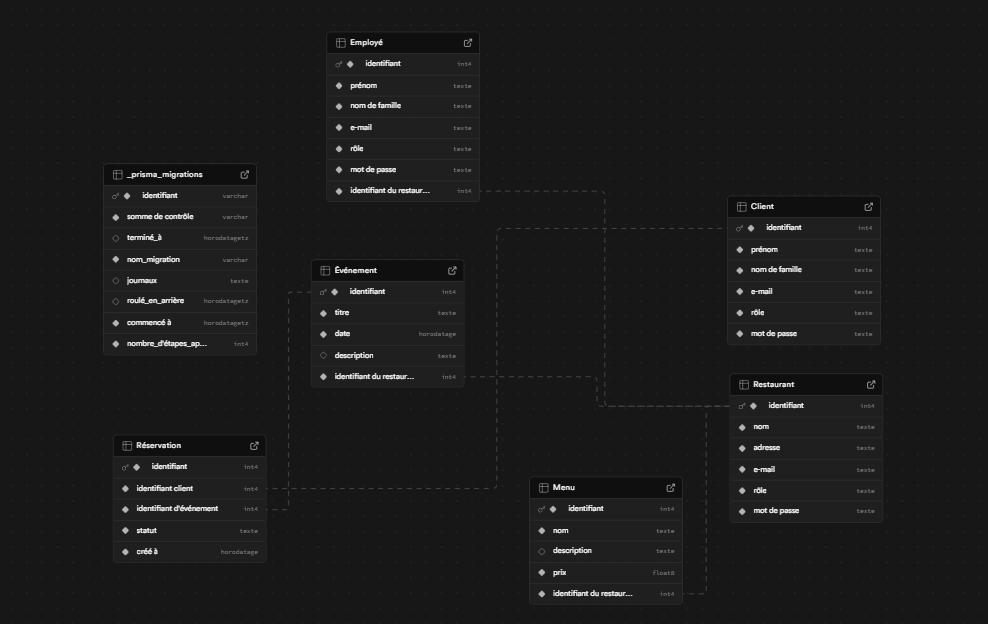 Employé
identifiant int4
prénom texte
nom de famille texte
e-mail texte
rôle texte
mot de passe texte
identifiant du restaur... int4
_prisma_migrations
identifiant varchar
somme de contrôle varchar
terminé_à horodatagetz
nom_migration varchar
journaux texte
roulé_en_arrière horodatagetz
commencé à horodatagetz
nombre_d'étapes_ap... int4
Client
identifiant int4
prénom texte
nom de famille texte
e-mail texte
rôle texte
mot de passe texte
Événement
identifiant int4
titre texte
date horodatage
description texte
identifiant du restaur... int4
Restaurant
identifiant int4
nom texte
adresse texte
e-mail texte
rôle texte
mot de passe texte
Réservation
identifiant int4
identifiant client int4
identifiant d'événement int4
statut texte
créé à horodatage
Menu
identifiant int4
nom texte
description texte
prix float8
identifiant du restaur... int4